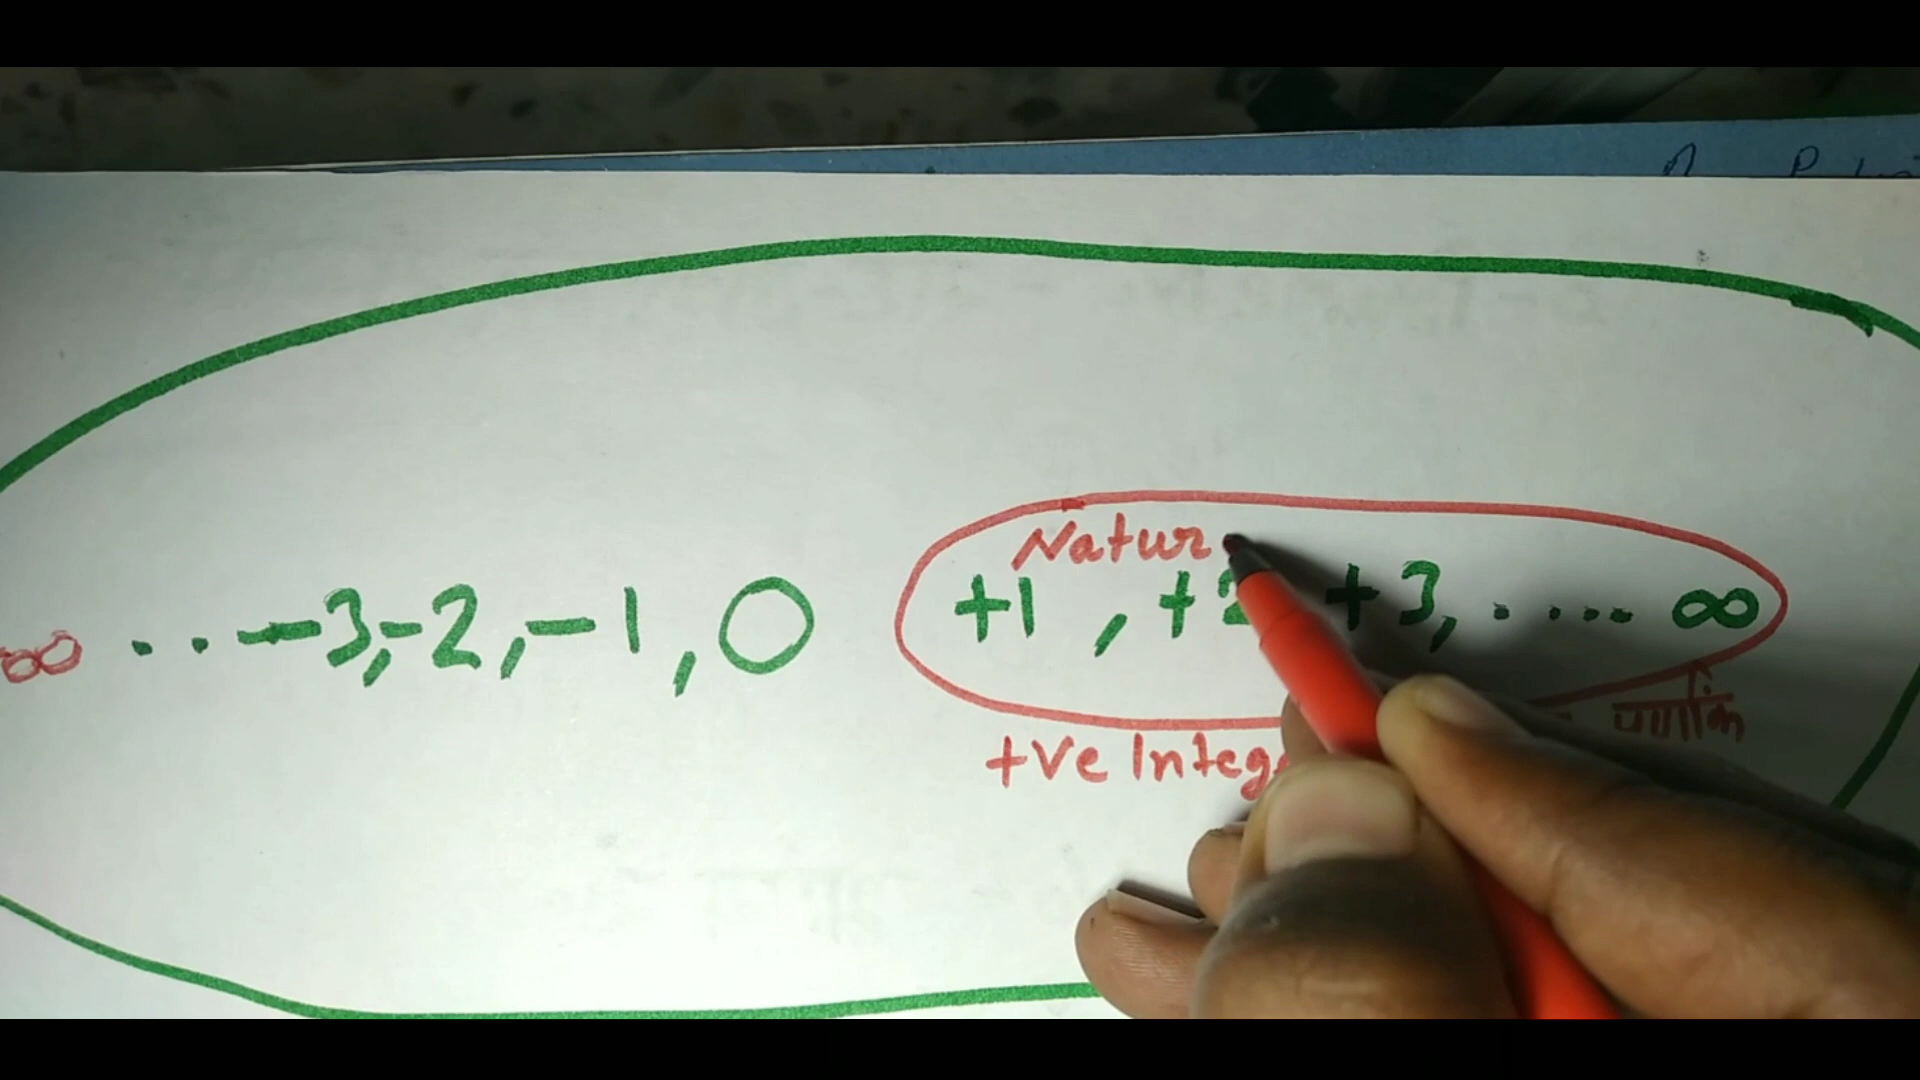 Natur
∞ ..-3,-2,-1,0 +1,+2 +3,.... ∞
+Ve Integ